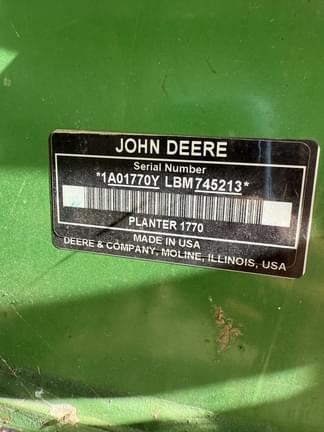 JOHN DEERE
Serial Number
*1A01770Y LBM745213*
PLANTER 1770
MADE IN USA
DEERE & COMPANY, MOLINE, ILLINOIS, USA